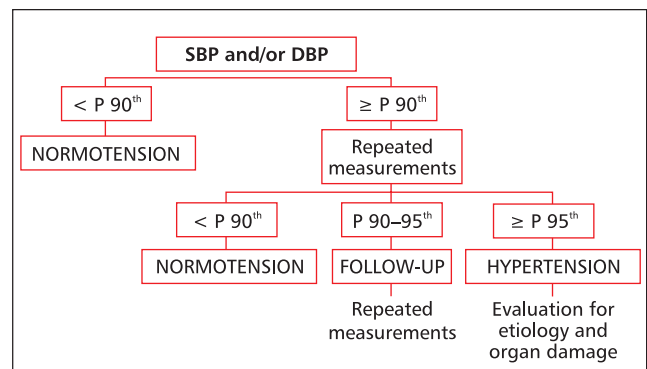 SBP and/or DBP
< P 90th
≥ P 90th
NORMOTENSION
Repeated
measurements
< P 90th
P 90–95th
≥ P 95th
NORMOTENSION
FOLLOW-UP
HYPERTENSION
Repeated
measurements
Evaluation for
etiology and
organ damage